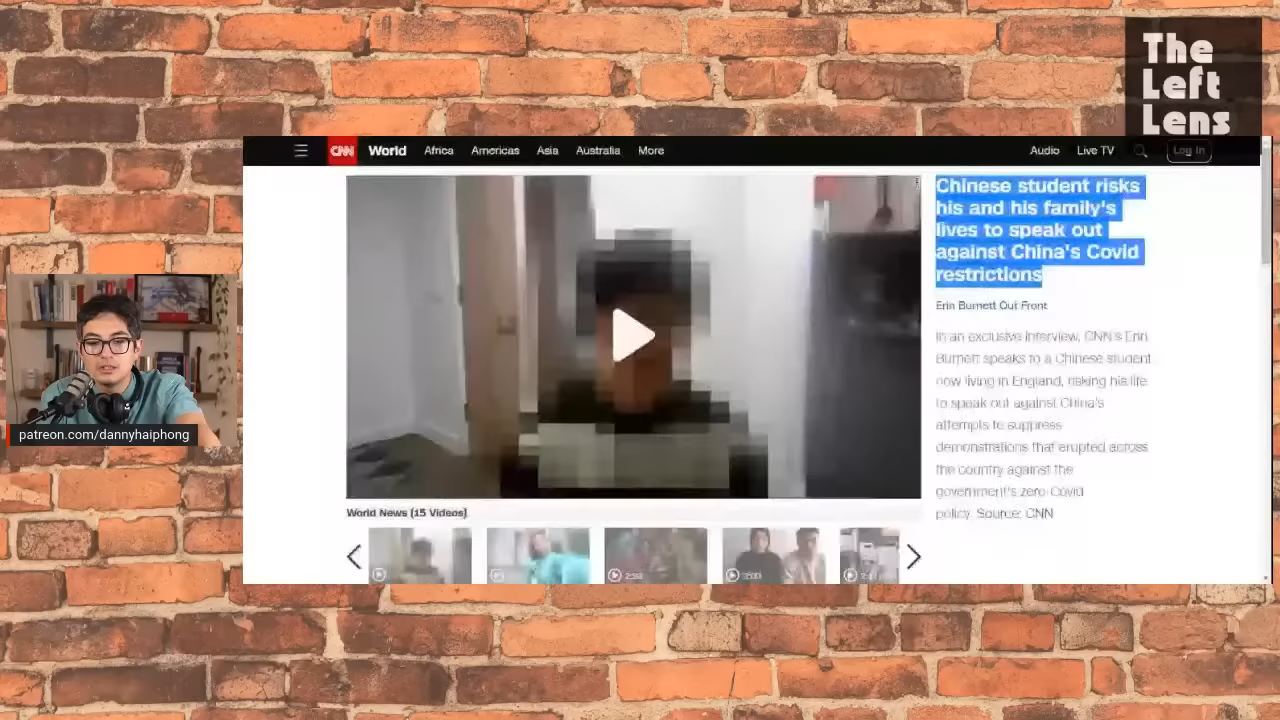 The
Left
Lens
CNN World Africa Americas Asia Australia More Audio Live TV Log In
Chinese student risks
his and his family's
lives to speak out
against China's Covid
restrictions
Erin Burnett Out Front
In an exclusive interview, CNN's Erin
Burnett speaks to a Chinese student
now living in England, risking his life
to speak out against China's
attempts to suppress
demonstrations that erupted across
the country against the
government's zero-Covid
policy. Source: CNN
patreon.com/dannyhaiphong
World News (15 Videos)